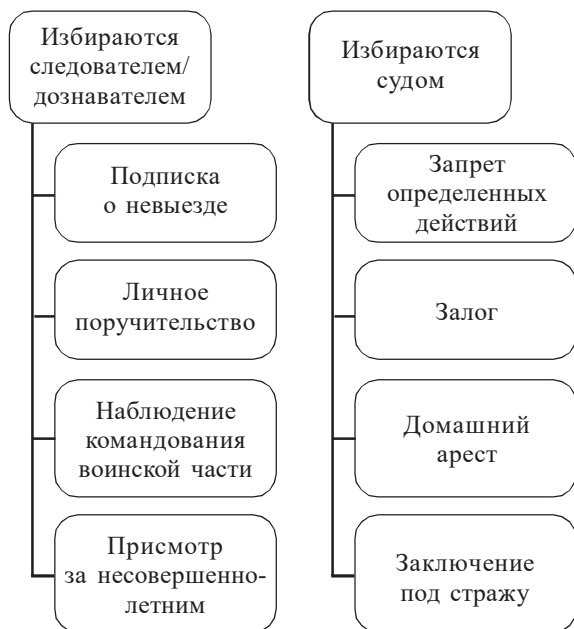 Избираются
следователем/
дознавателем
Подписка
о невыезде
Личное
поручительство
Наблюдение
командования
воинской части
Присмотр
за несовершенно-
летним
Избираются
судом
Запрет
определенных
действий
Залог
Домашний
арест
Заключение
под стражу